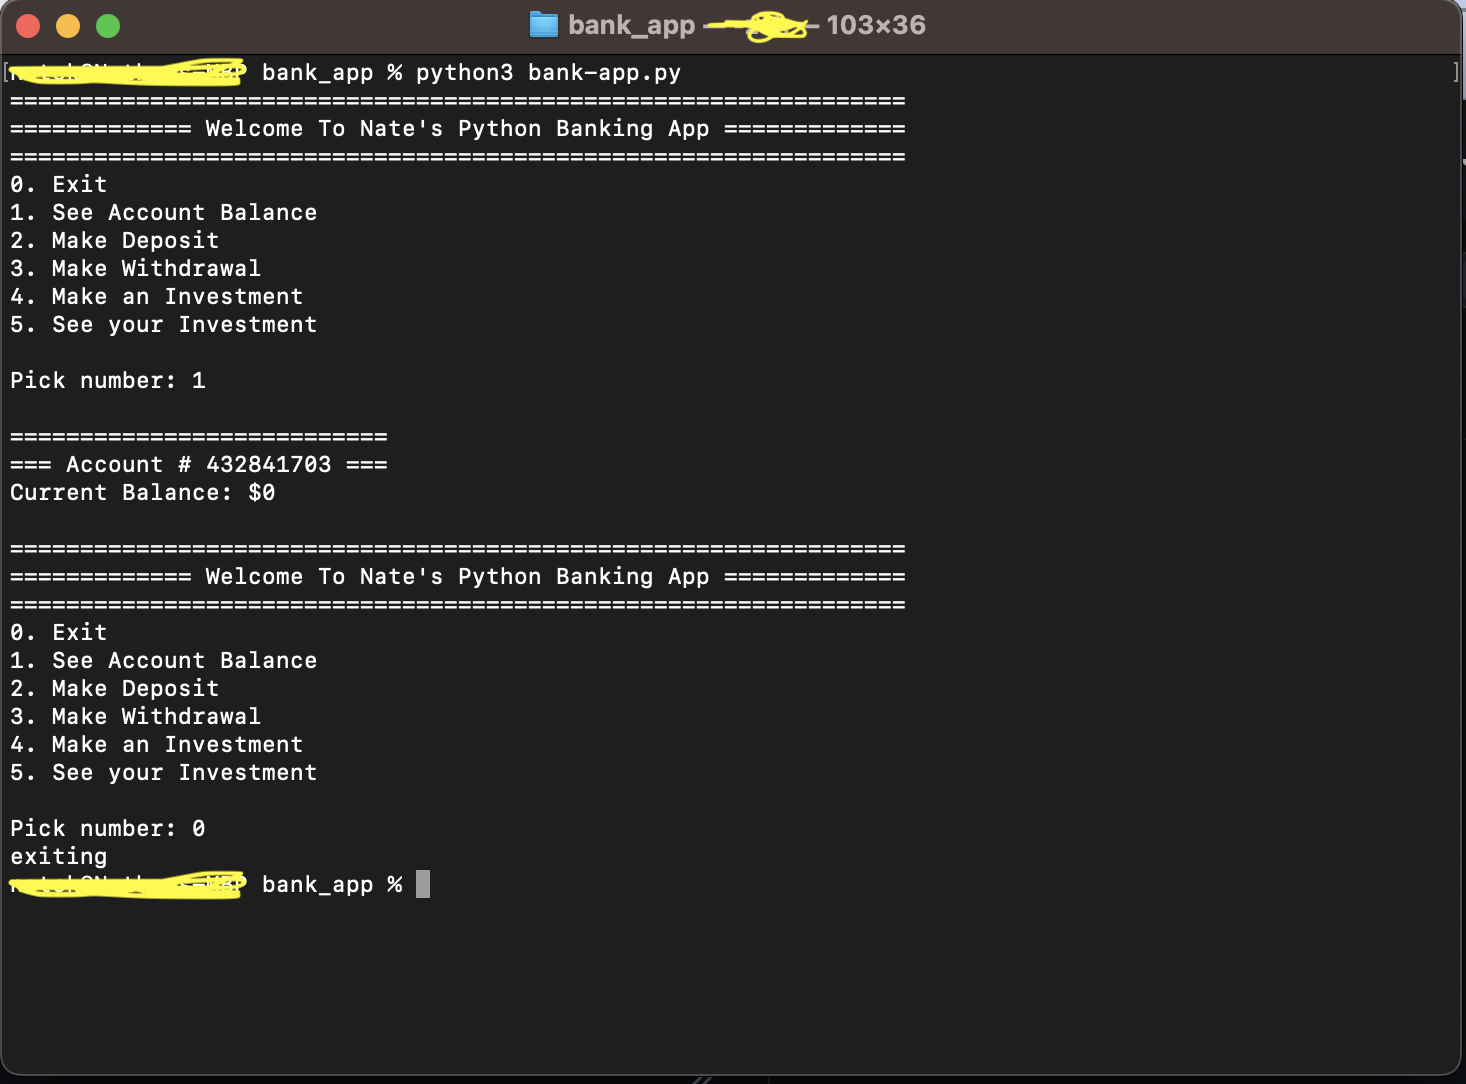 bank_app — — 103×36
bank_app % python3 bank-app.py
================================================================
============= Welcome To Nate's Python Banking App =============
================================================================
0. Exit
1. See Account Balance
2. Make Deposit
3. Make Withdrawal
4. Make an Investment
5. See your Investment
Pick number: 1
===========================
=== Account # 432841703 ===
Current Balance: $0
================================================================
============= Welcome To Nate's Python Banking App =============
================================================================
0. Exit
1. See Account Balance
2. Make Deposit
3. Make Withdrawal
4. Make an Investment
5. See your Investment
Pick number: 0
exiting
bank_app %